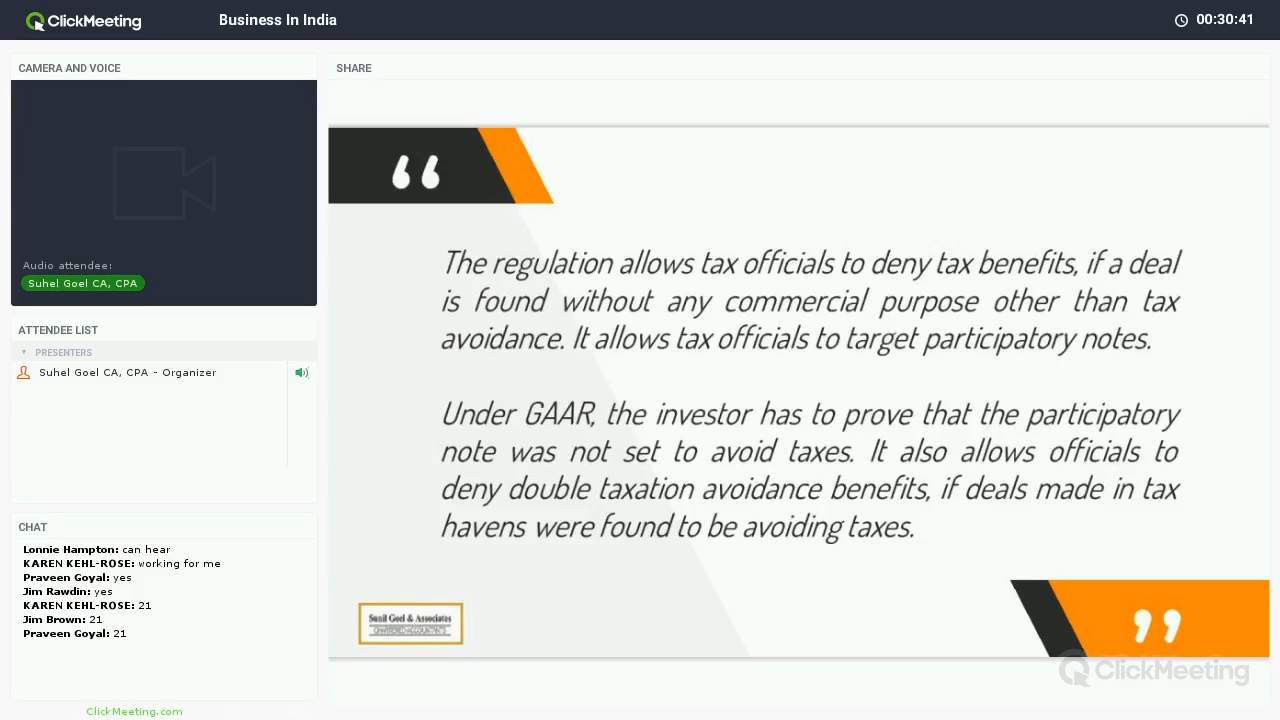 ClickMeeting
Business In India
00:30:41
CAMERA AND VOICE
Audio attendee:
Suhel Goel CA, CPA
ATTENDEE LIST
PRESENTERS
Suhel Goel CA, CPA - Organizer
CHAT
Lonnie Hampton: can hear
KAREN KEHL-ROSE: working for me
Praveen Goyal: yes
Jim Rawdin: yes
KAREN KEHL-ROSE: 21
Jim Brown: 21
Praveen Goyal: 21
ClickMeeting.com
SHARE
“
The regulation allows tax officials to deny tax benefits, if a deal
is found without any commercial purpose other than tax
avoidance. It allows tax officials to target participatory notes.
Under GAAR, the investor has to prove that the participatory
note was not set to avoid taxes. It also allows officials to
deny double taxation avoidance benefits, if deals made in tax
havens were found to be avoiding taxes.
Sunil Goel & Associates
CHARTERED ACCOUNTANTS
”
ClickMeeting